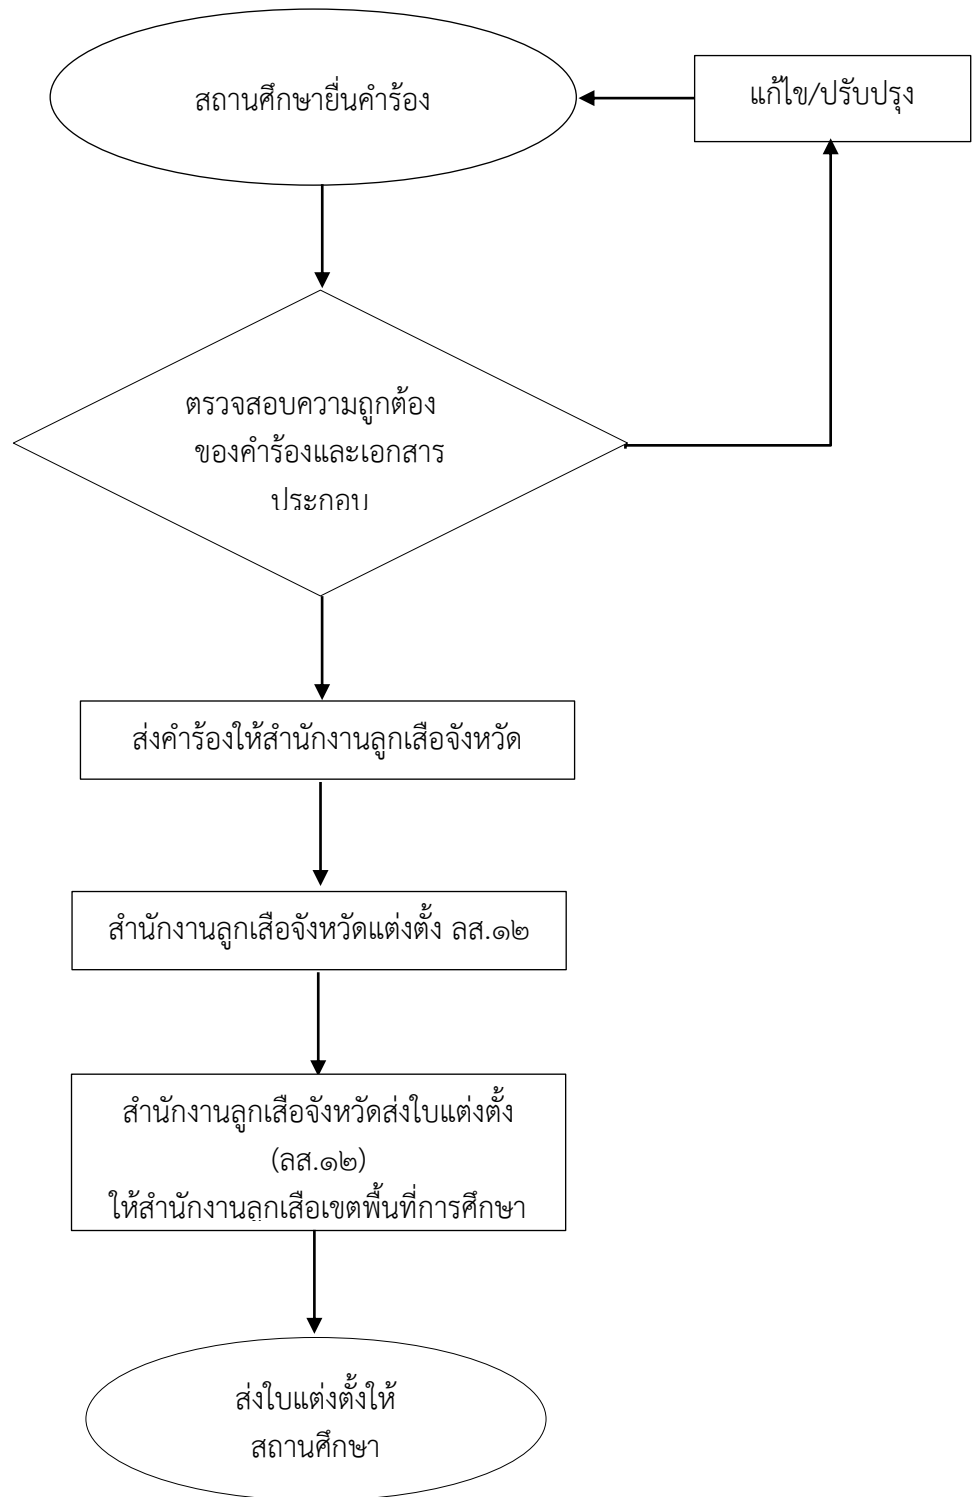 สถานศึกษายื่นคำร้อง
แก้ไข/ปรับปรุง
ตรวจสอบความถูกต้อง
ของคำร้องและเอกสาร
ประกอบ
ส่งคำร้องให้สำนักงานลูกเสือจังหวัด
สำนักงานลูกเสือจังหวัดแต่งตั้ง ลส.๑๒
สำนักงานลูกเสือจังหวัดส่งใบแต่งตั้ง
(ลส.๑๒)
ให้สำนักงานลูกเสือเขตพื้นที่การศึกษา
ส่งใบแต่งตั้งให้
สถานศึกษา